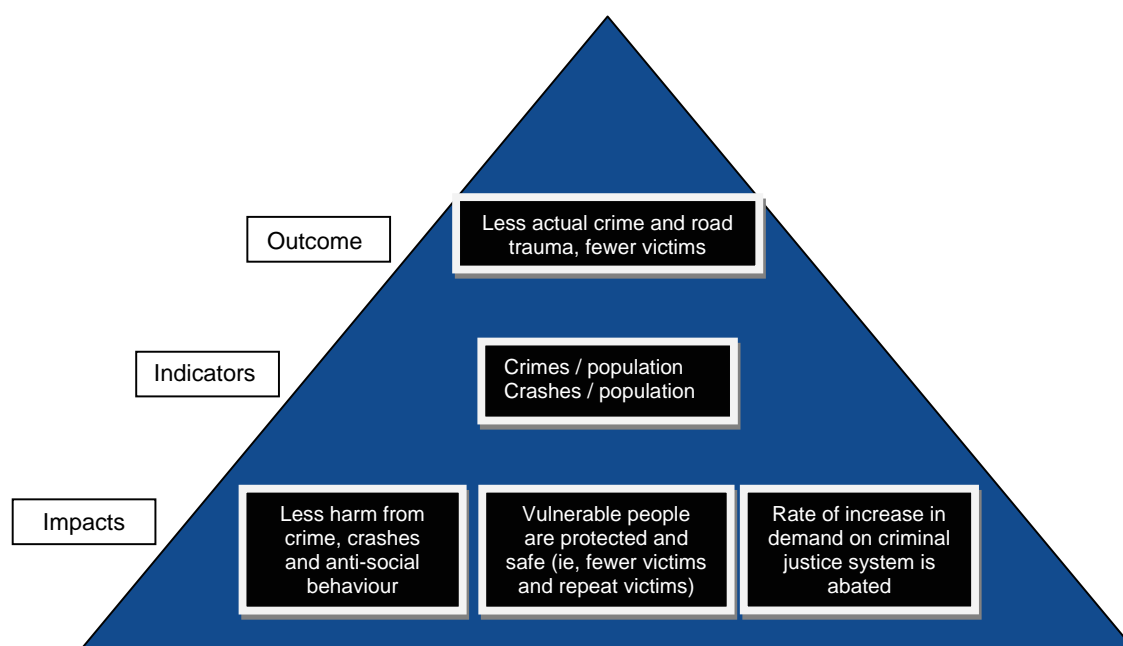 Outcome
Less actual crime and road
trauma, fewer victims
Indicators
Crimes / population
Crashes / population
Impacts
Less harm from
crime, crashes
and anti-social
behaviour
Vulnerable people
are protected and
safe (ie, fewer victims
and repeat victims)
Rate of increase in
demand on criminal
justice system is
abated